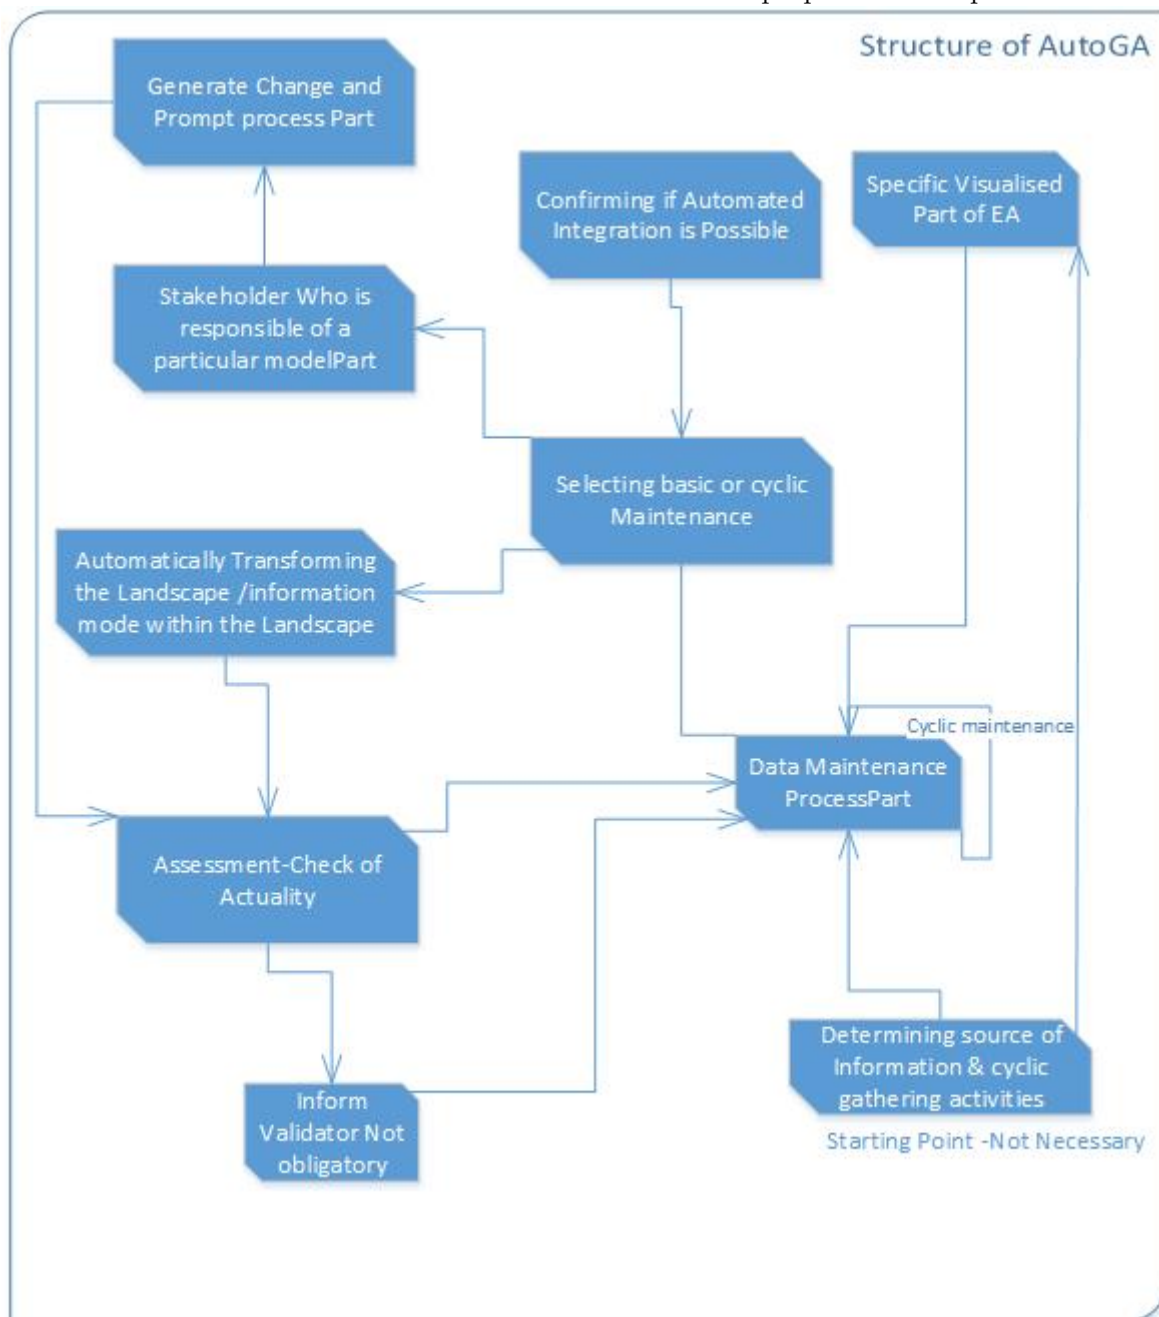 Structure of AutoGA
Generate Change and
Prompt process Part
Confirming if Automated
Integration is Possible
Specific Visualised
Part of EA
Stakeholder Who is
responsible of a
particular modelPart
Selecting basic or cyclic
Maintenance
Automatically Transforming
the Landscape /information
mode within the Landscape
Cyclic maintenance
Data Maintenance
ProcessPart
Assessment-Check of
Actuality
Determining source of
Information & cyclic
gathering activities
Starting Point -Not Necessary
Inform
Validator Not
obligatory